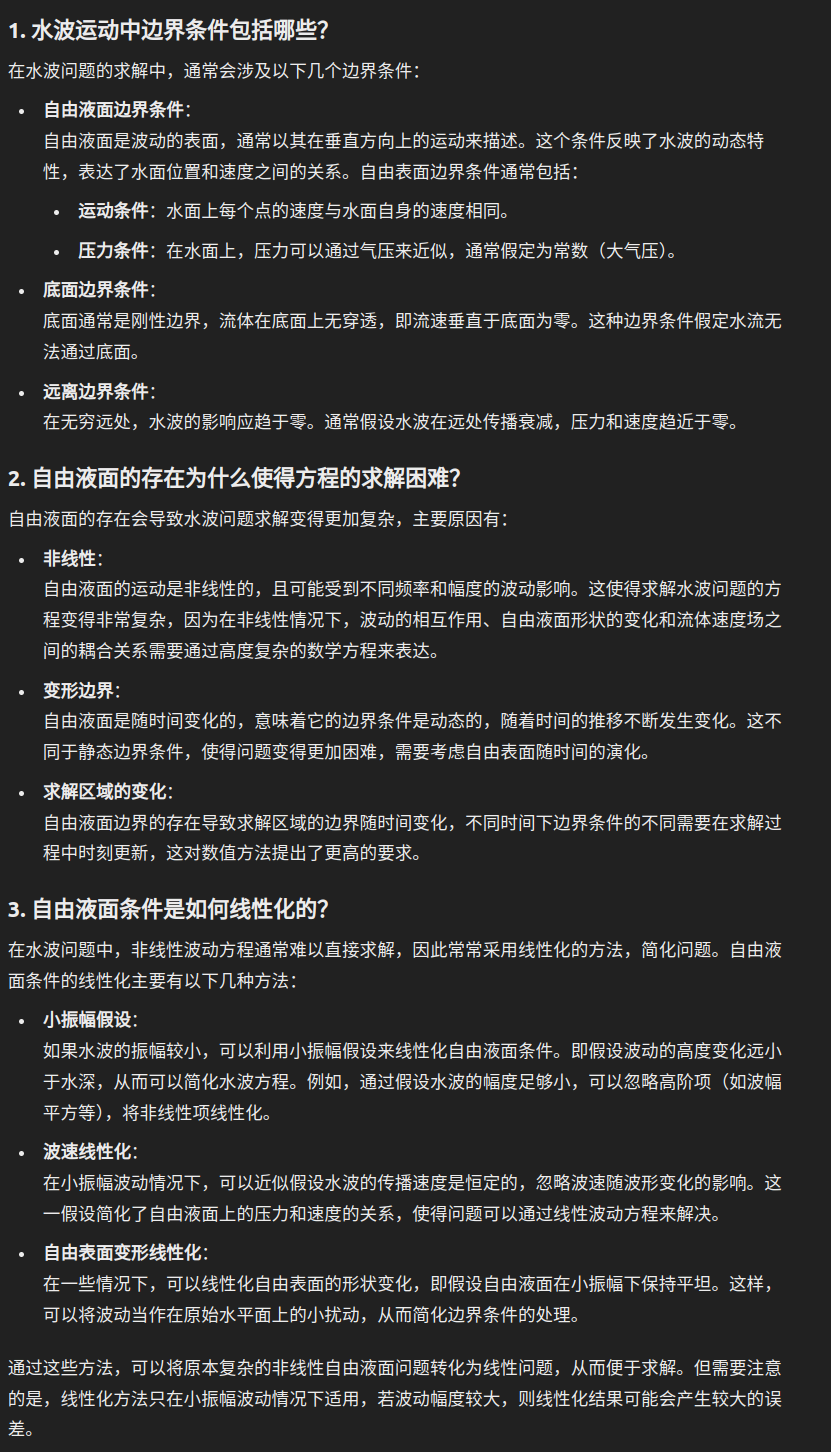 1. 水波运动中边界条件包括哪些？
在水波问题的求解中，通常会涉及以下几个边界条件：
• 自由液面边界条件：
自由液面是波动的表面，通常以其在垂直方向上的运动来描述。这个条件反映了水波的动态特
性，表达了水面位置和速度之间的关系。自由表面边界条件通常包括：
• 运动条件：水面上每个点的速度与水面自身的速度相同。
• 压力条件：在水面上，压力可以通过气压来近似，通常假定为常数（大气压）。
• 底面边界条件：
底面通常是刚性边界，流体在底面上无穿透，即流速垂直于底面为零。这种边界条件假定水流无
法通过底面。
• 远离边界条件：
在无穷远处，水波的影响应趋于零。通常假设水波在远处传播衰减，压力和速度趋近于零。
2. 自由液面的存在为什么使得方程的求解困难？
自由液面的存在会导致水波问题求解变得更加复杂，主要原因有：
• 非线性：
自由液面的运动是非线性的，且可能受到不同频率和幅度的波动影响。这使得求解水波问题的方
程变得非常复杂，因为在非线性情况下，波动的相互作用、自由液面形状的变化和流体速度场之
间的耦合关系需要通过高度复杂的数学方程来表达。
• 变形边界：
自由液面是随时间变化的，意味着它的边界条件是动态的，随着时间的推移不断发生变化。这不
同于静态边界条件，使得问题变得更加困难，需要考虑自由表面随时间的演化。
• 求解区域的变化：
自由液面边界的存在导致求解区域的边界随时间变化，不同时间下边界条件的不同需要在求解过
程中时刻更新，这对数值方法提出了更高的要求。
3. 自由液面条件是如何线性化的？
在水波问题中，非线性波动方程通常难以直接求解，因此常常采用线性化的方法，简化问题。自由液
面条件的线性化主要有以下几种方法：
• 小振幅假设：
如果水波的振幅较小，可以利用小振幅假设来线性化自由液面条件。即假设波动的高度变化远小
于水深，从而可以简化水波方程。例如，通过假设水波的幅度足够小，可以忽略高阶项（如波幅
平方等），将非线性项线性化。
• 波速线性化：
在小振幅波动情况下，可以近似假设水波的传播速度是恒定的，忽略波速随波形变化的影响。这
一假设简化了自由液面上的压力和速度的关系，使得问题可以通过线性波动方程来解决。
• 自由表面变形线性化：
在一些情况下，可以线性化自由表面的形状变化，即假设自由液面在小振幅下保持平坦。这样，
可以将波动当作在原始水平面上的小扰动，从而简化边界条件的处理。
通过这些方法，可以将原本复杂的非线性自由液面问题转化为线性问题，从而便于求解。但需要注意
的是，线性化方法只在小振幅波动情况下适用，若波动幅度较大，则线性化结果可能会产生较大的误
差。